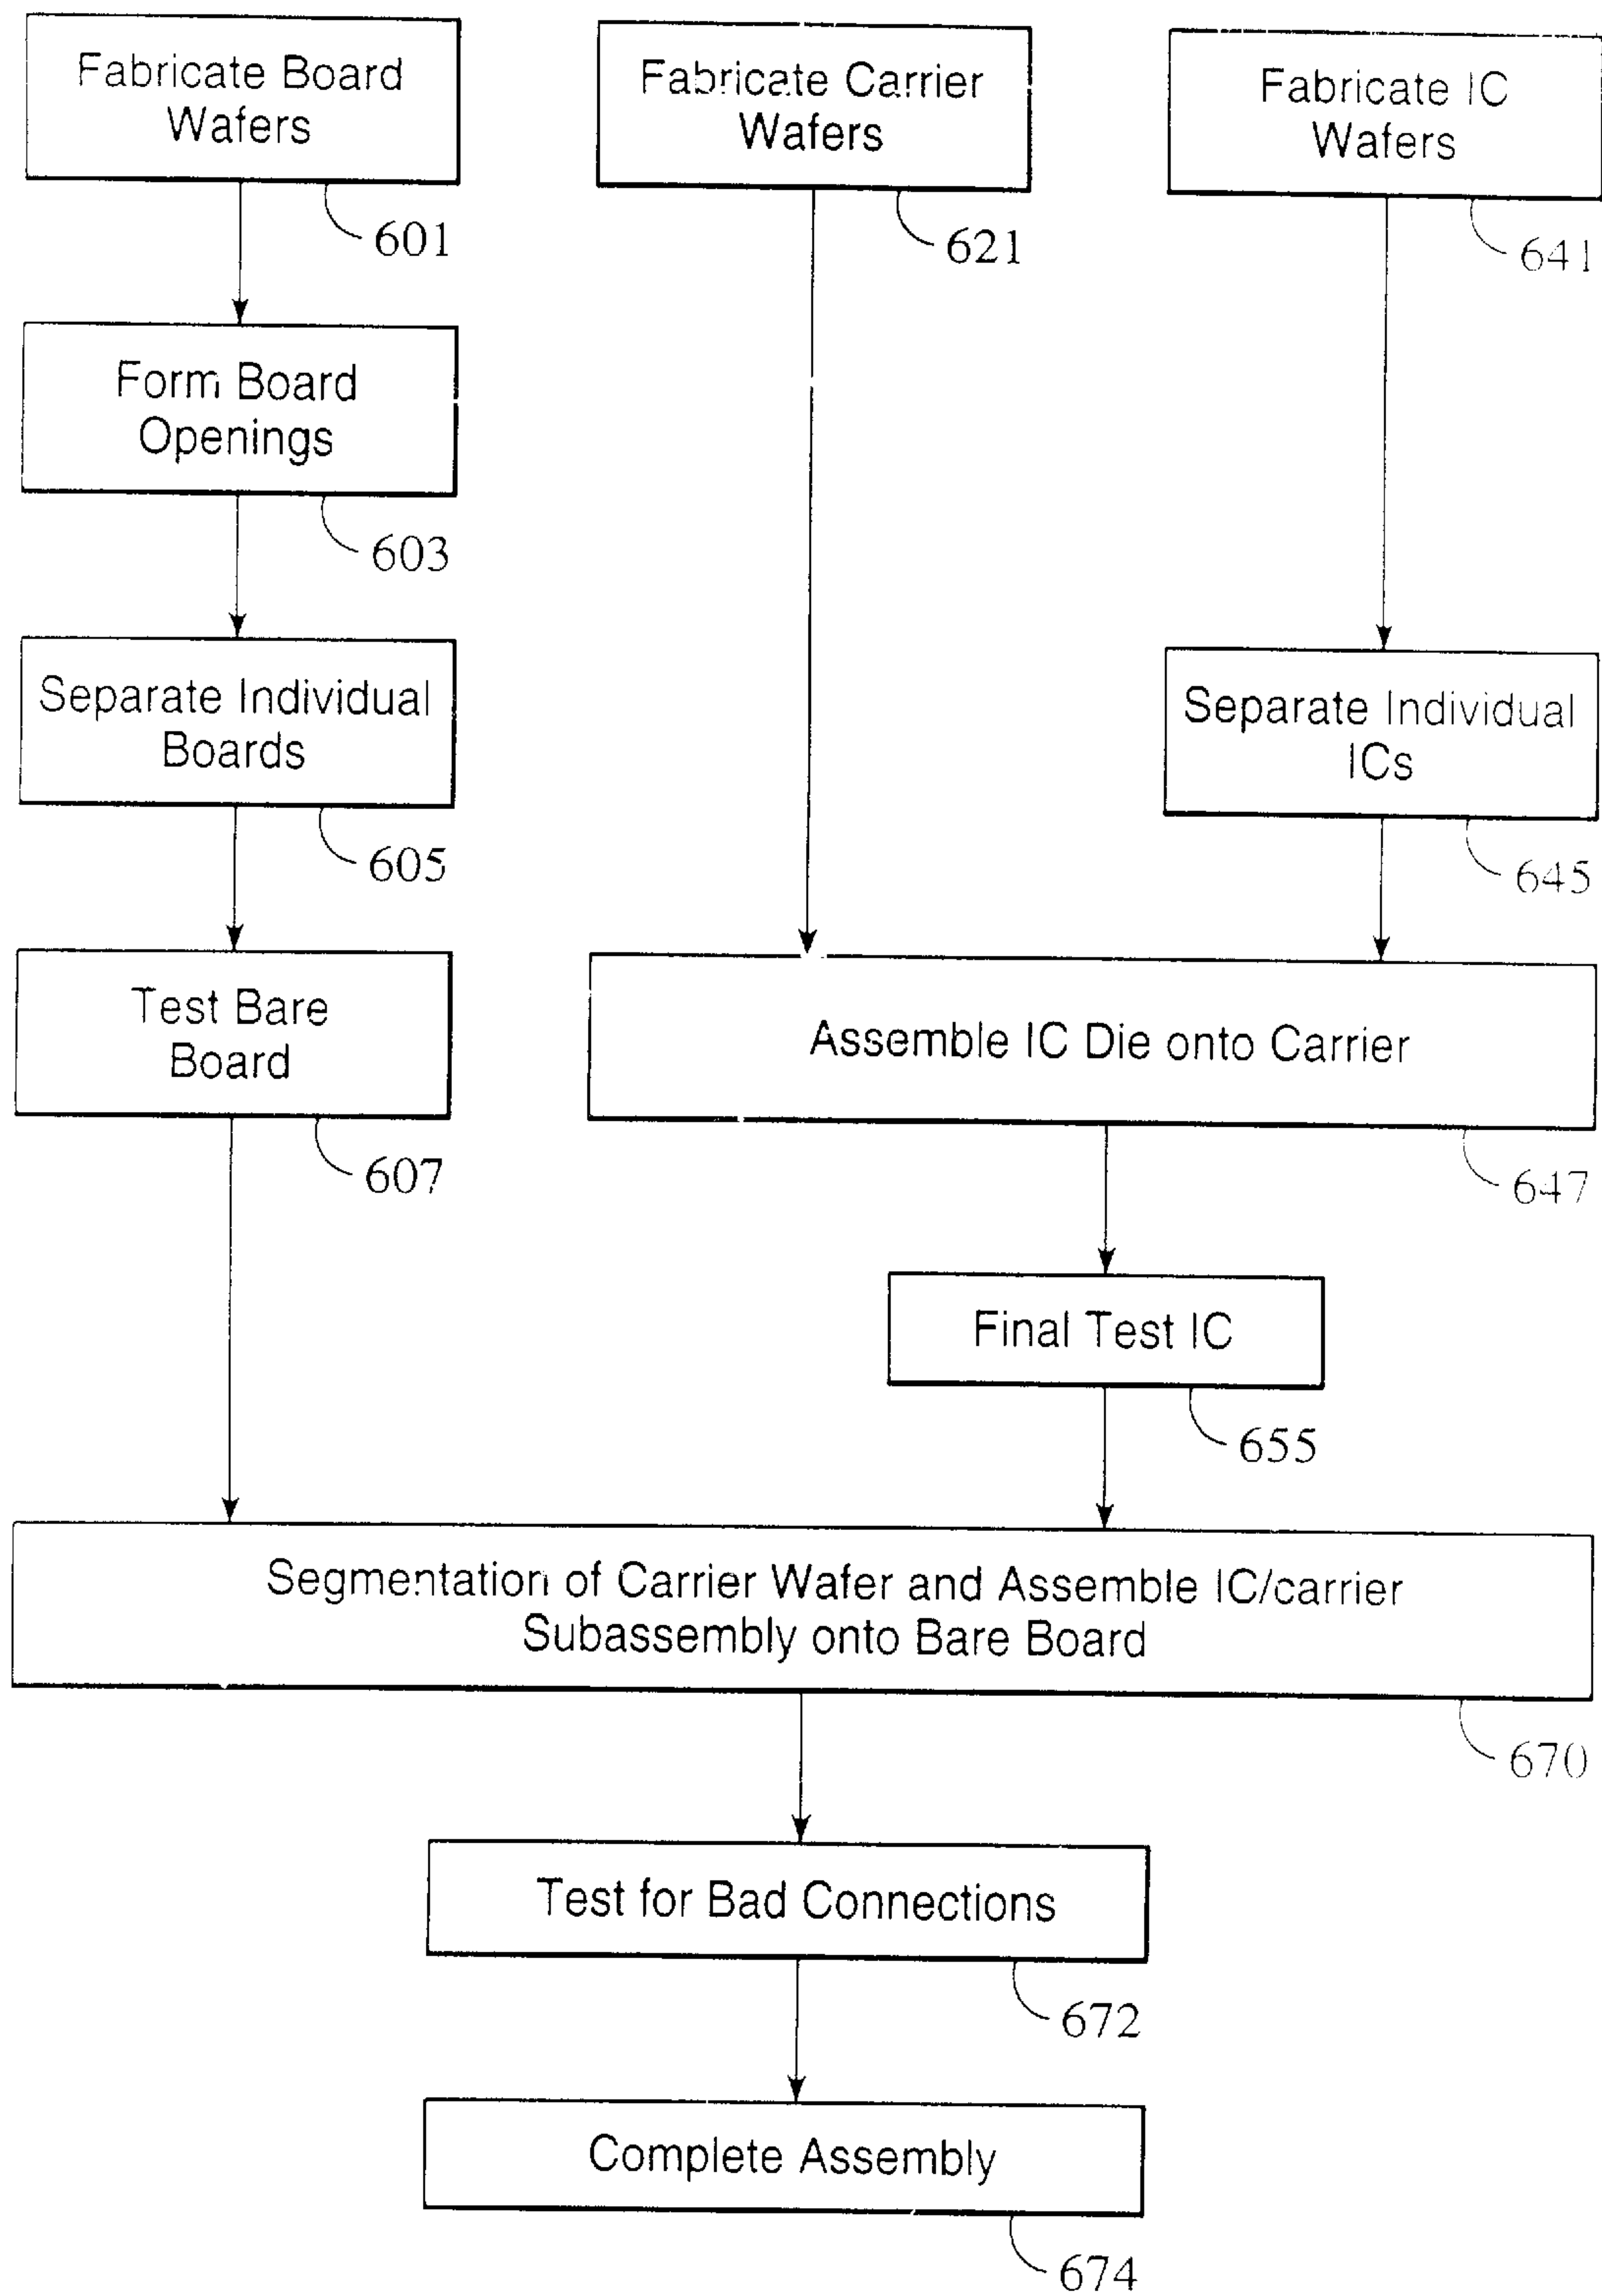 Fabricate Board
Wafers
601
Fabricate Carrier
Wafers
621
Fabricate IC
Wafers
641
Form Board
Openings
603
Separate Individual
Boards
605
Separate Individual
ICs
645
Test Bare
Board
607
Assemble IC Die onto Carrier
647
Final Test IC
655
Segmentation of Carrier Wafer and Assemble IC/carrier
Subassembly onto Bare Board
670
Test for Bad Connections
672
Complete Assembly
674